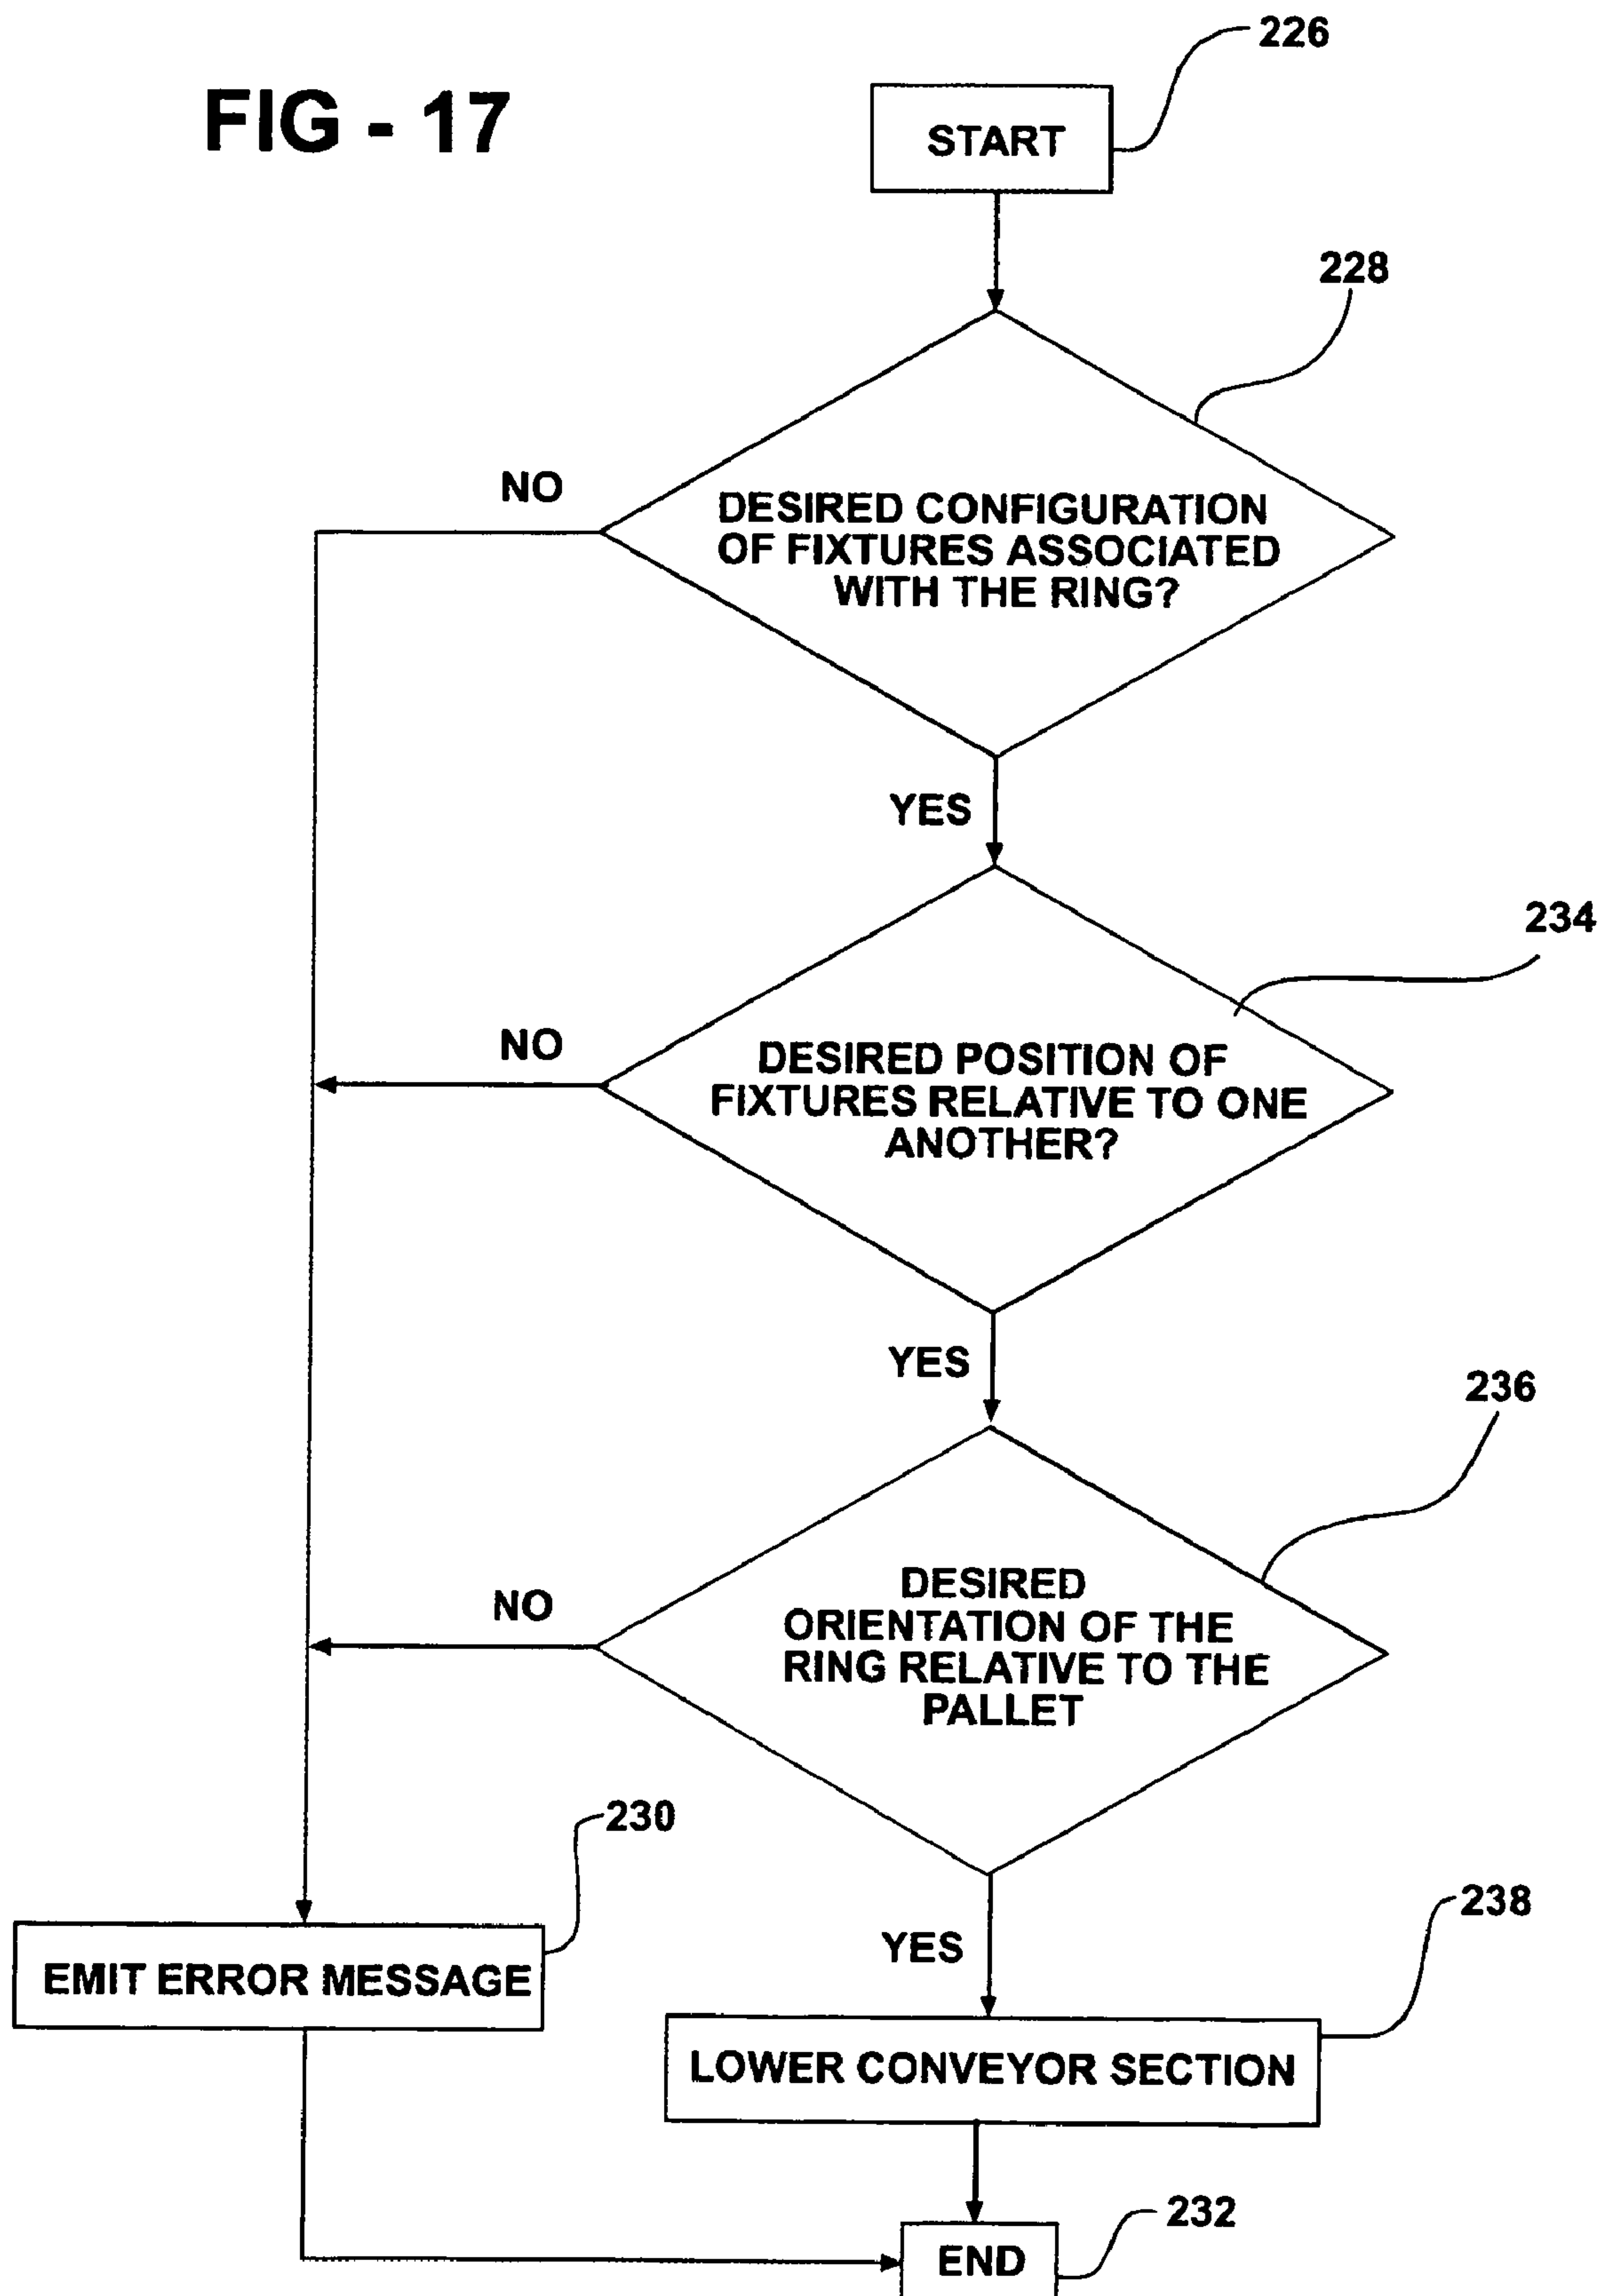 226
FIG - 17
START
228
NO
DESIRED CONFIGURATION
OF FIXTURES ASSOCIATED
WITH THE RING?
YES
234
NO
DESIRED POSITION OF
FIXTURES RELATIVE TO ONE
ANOTHER?
YES
236
NO
DESIRED
ORIENTATION OF THE
RING RELATIVE TO THE
PALLET
230
238
YES
EMIT ERROR MESSAGE
LOWER CONVEYOR SECTION
232
END